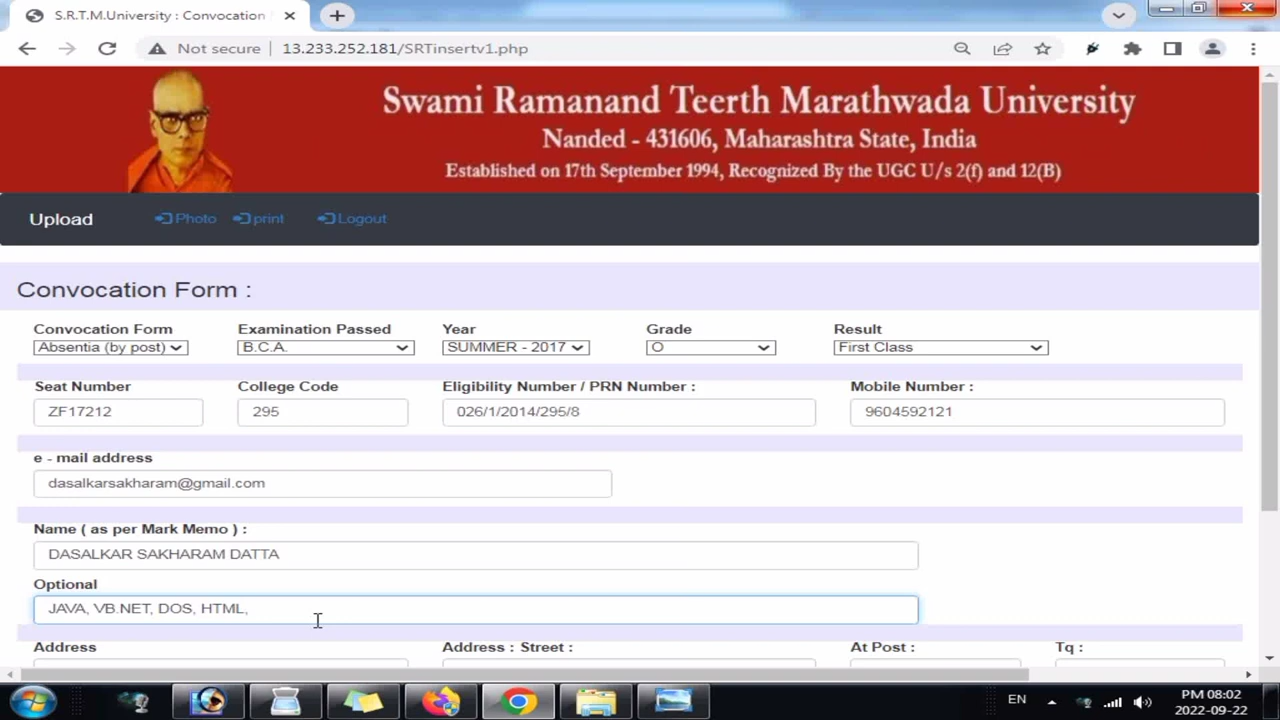 S.R.T.M.University : Convocation
Not secure 13.233.252.181/SRTinsertv1.php
Swami Ramanand Teerth Marathwada University
Nanded - 431606, Maharashtra State, India
Established on 17th September 1994, Recognized By the UGC U/s 2(f) and 12(B)
Upload Photo print Logout
Convocation Form :
Convocation Form Examination Passed Year Grade Result
Absentia (by post) B.C.A. SUMMER - 2017 O First Class
Seat Number College Code Eligibility Number / PRN Number : Mobile Number :
ZF17212 295 026/1/2014/295/8 9604592121
e - mail address
dasalkarsakharam@gmail.com
Name ( as per Mark Memo ) :
DASALKAR SAKHARAM DATTA
Optional
JAVA, VB.NET, DOS, HTML,
Address Address : Street : At Post : Tq :
EN PM 08:02
2022-09-22